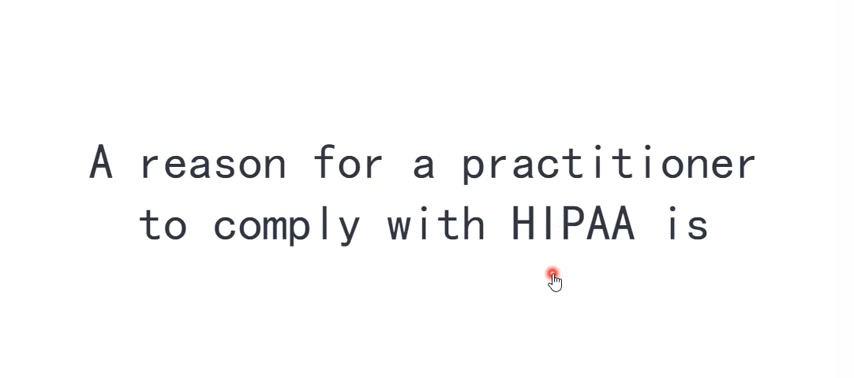 A reason for a practitioner
to comply with HIPAA is